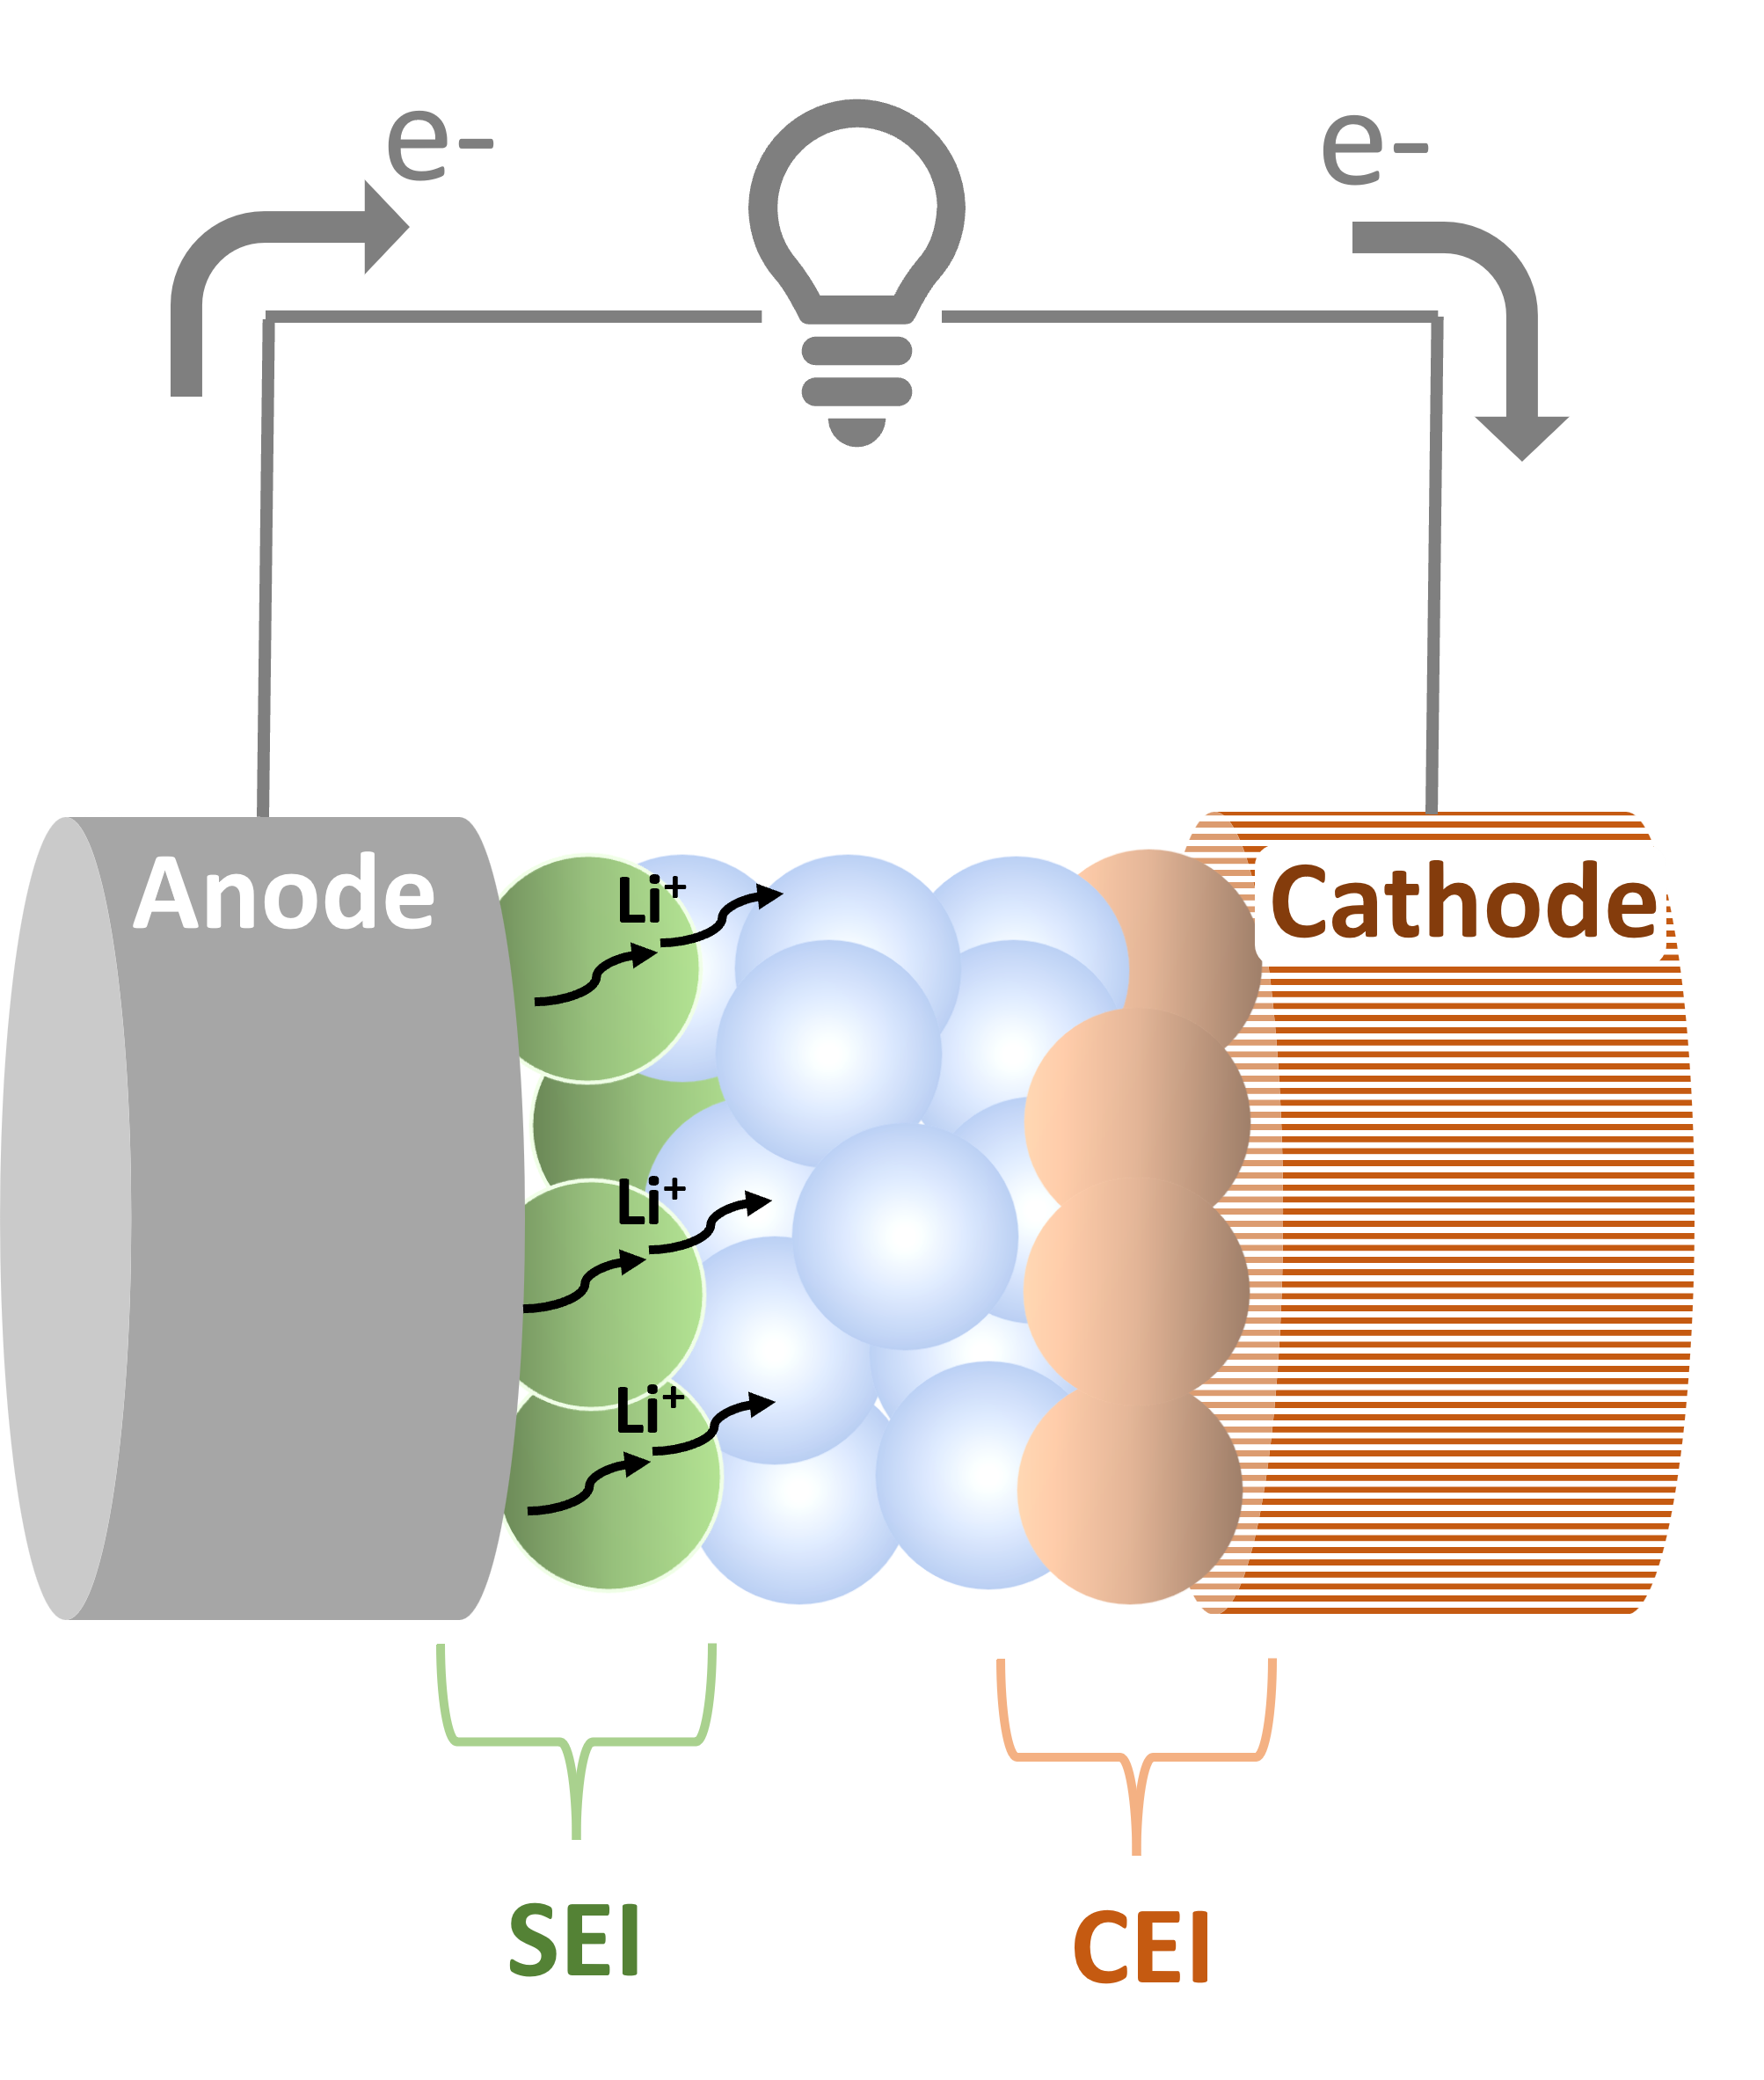 e-
e-
Anode
Cathode
Li⁺
Li⁺
Li⁺
SEI
CEI